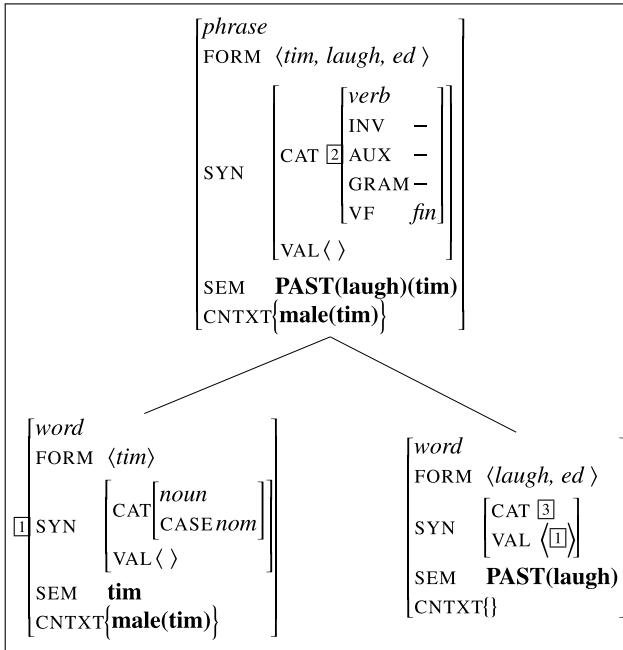 phrase
FORM ⟨tim, laugh, ed ⟩
verb
INV –
CAT 2 AUX –
SYN
GRAM –
VF fin
VAL ⟨ ⟩
SEM PAST(laugh)(tim)
CNTXT{male(tim)}
word
FORM ⟨tim⟩
noun
1 SYN CAT
CASE nom
VAL ⟨ ⟩
SEM tim
CNTXT{male(tim)}
word
FORM ⟨laugh, ed ⟩
CAT 3
SYN
VAL ⟨1⟩
SEM PAST(laugh)
CNTXT{}